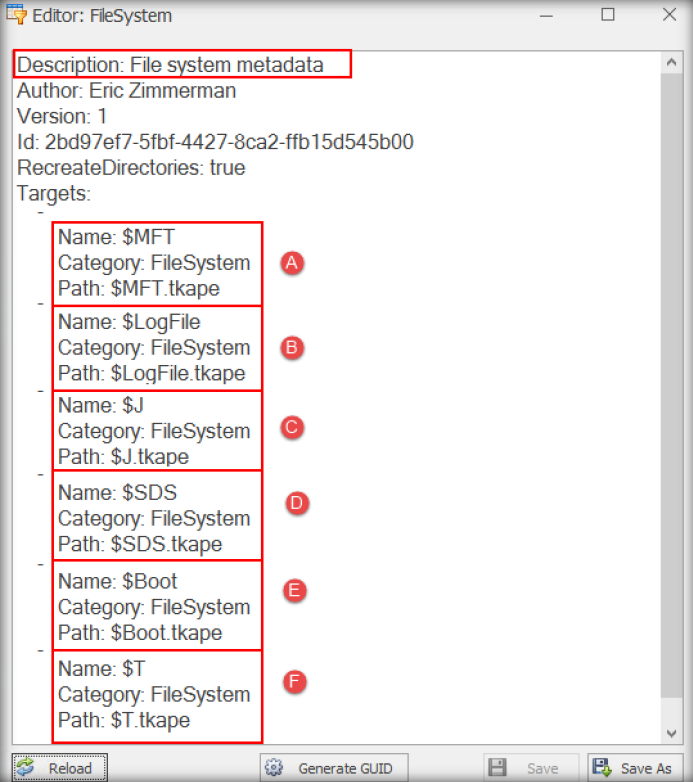 Editor: FileSystem
Description: File system metadata
Author: Eric Zimmerman
Version: 1
Id: 2bd97ef7-5fbf-4427-8ca2-ffb15d545b00
RecreateDirectories: true
Targets:
-
Name: $MFT
Category: FileSystem
Path: $MFT.tkape
A
-
Name: $LogFile
Category: FileSystem
Path: $LogFile.tkape
B
-
Name: $J
Category: FileSystem
Path: $J.tkape
C
-
Name: $SDS
Category: FileSystem
Path: $SDS.tkape
D
-
Name: $Boot
Category: FileSystem
Path: $Boot.tkape
E
-
Name: $T
Category: FileSystem
Path: $T.tkape
F
Reload Generate GUID Save Save As